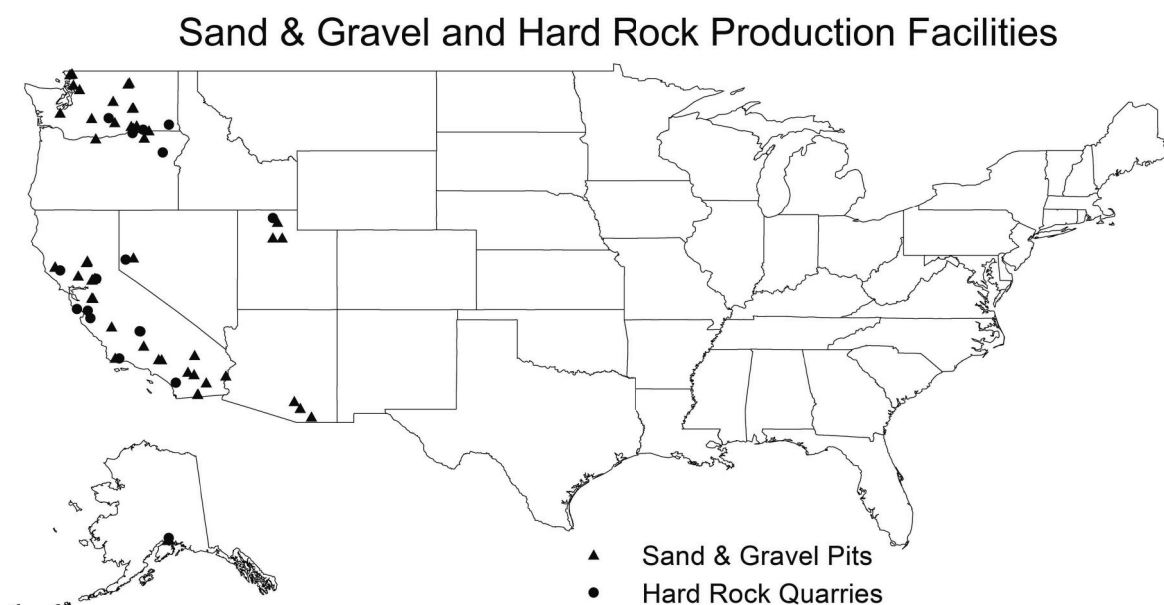 Sand & Gravel and Hard Rock Production Facilities
Sand & Gravel Pits
Hard Rock Quarries